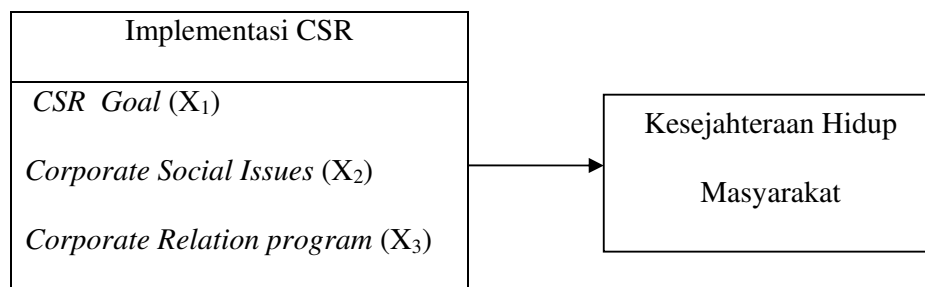 Implementasi CSR
CSR Goal (X₁)
Corporate Social Issues (X₂)
Corporate Relation program (X₃)
Kesejahteraan Hidup
Masyarakat